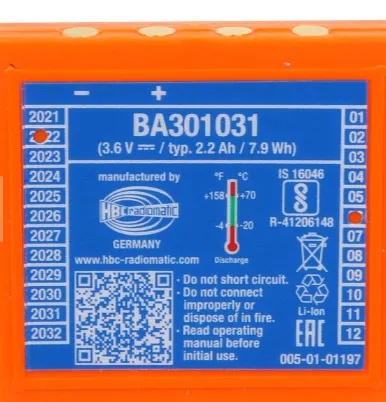 − +
BA301031
(3.6 V ⎓ / typ. 2.2 Ah / 7.9 Wh)
2021
2022
2023
2024
2025
2026
2027
2028
2029
2030
2031
2032
manufactured by
HBC radiomatic
GERMANY
www.hbc-radiomatic.com
°F °C
+158 +70
-4 -20
Discharge
IS 16046
R-41206148
Li-Ion
EAC
· Do not short circuit.
· Do not connect
improperly or
dispose of in fire.
· Read operating
manual before
initial use.
005-01-01197
01
02
03
04
05
07
08
09
10
11
12